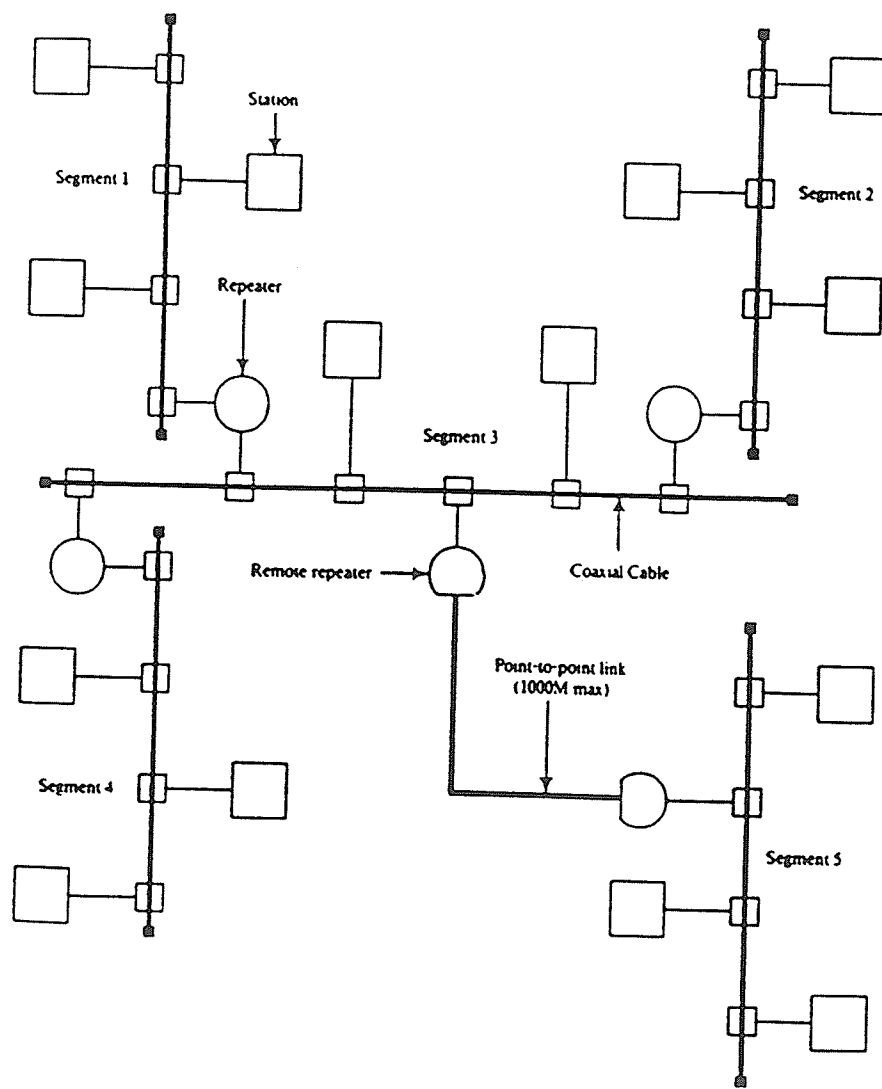 Station
Segment 1
Segment 2
Repeater
Segment 3
Remose repeater
Coaxial Cable
Point-to-point link
(1000M max)
Segment 4
Segment 5